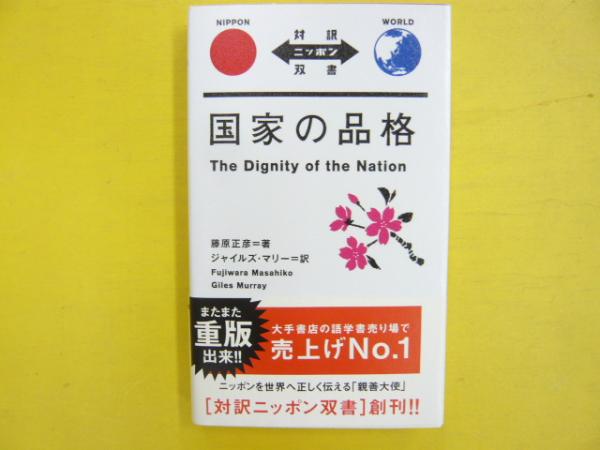 NIPPON
WORLD
対訳
ニッポン
双書
国家の品格
The Dignity of the Nation
藤原正彦＝著
ジャイルズ・マリー＝訳
Fujiwara Masahiko
Giles Murray
またまた
重版
出来!!
大手書店の語学書売り場で
売上げNo.1
ニッポンを世界へ正しく伝える「親善大使」
[対訳ニッポン双書]創刊!!